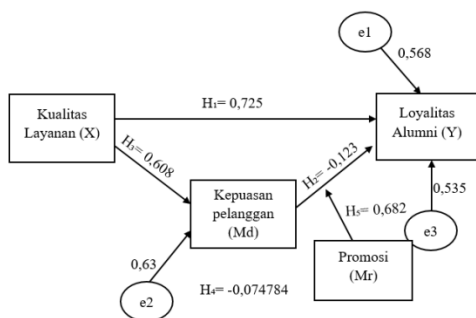 e1
0,568
Kualitas
Layanan (X)
H₁= 0,725
Loyalitas
Alumni (Y)
H₃= 0,608
H₂= -0,123
Kepuasan
pelanggan
(Md)
0,535
H₅= 0,682
0,63
Promosi
(Mr)
e3
e2
H₄= -0,074784